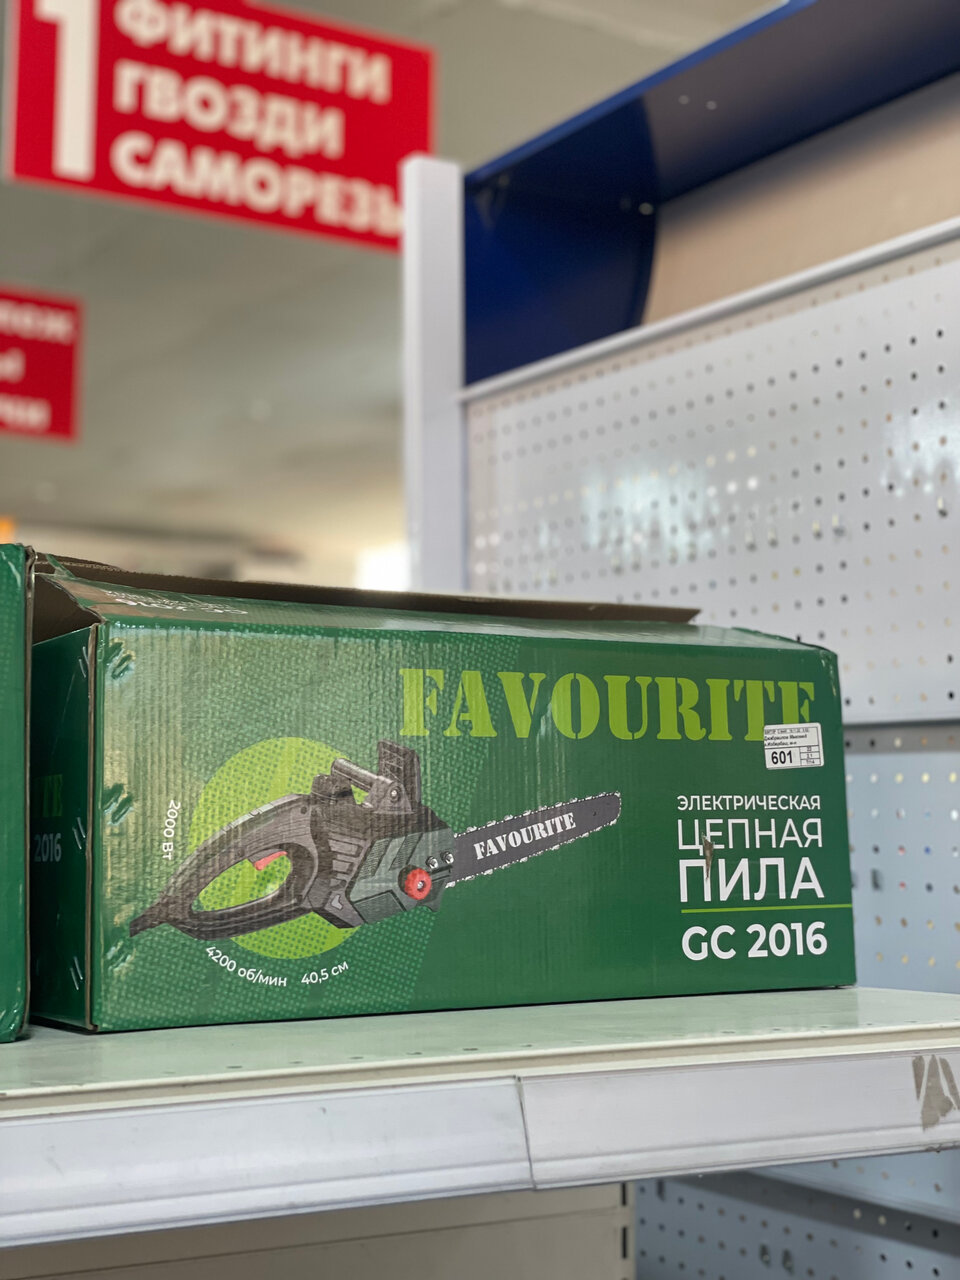 1
ФИТИНГИ
ГВОЗДИ
САМОРЕЗЫ
FAVOURITE
601
ЭЛЕКТРИЧЕСКАЯ
ЦЕПНАЯ
ПИЛА
GC 2016
FAVOURITE
2000 Вт
4200 об/мин 40,5 см
2016